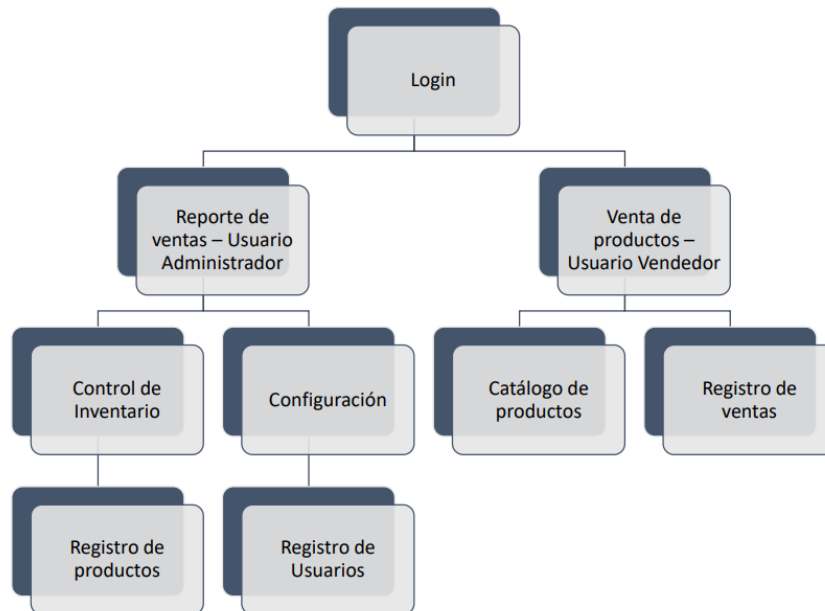 Login
Reporte de
ventas – Usuario
Administrador
Venta de
productos –
Usuario Vendedor
Control de
Inventario
Configuración
Catálogo de
productos
Registro de
ventas
Registro de
productos
Registro de
Usuarios